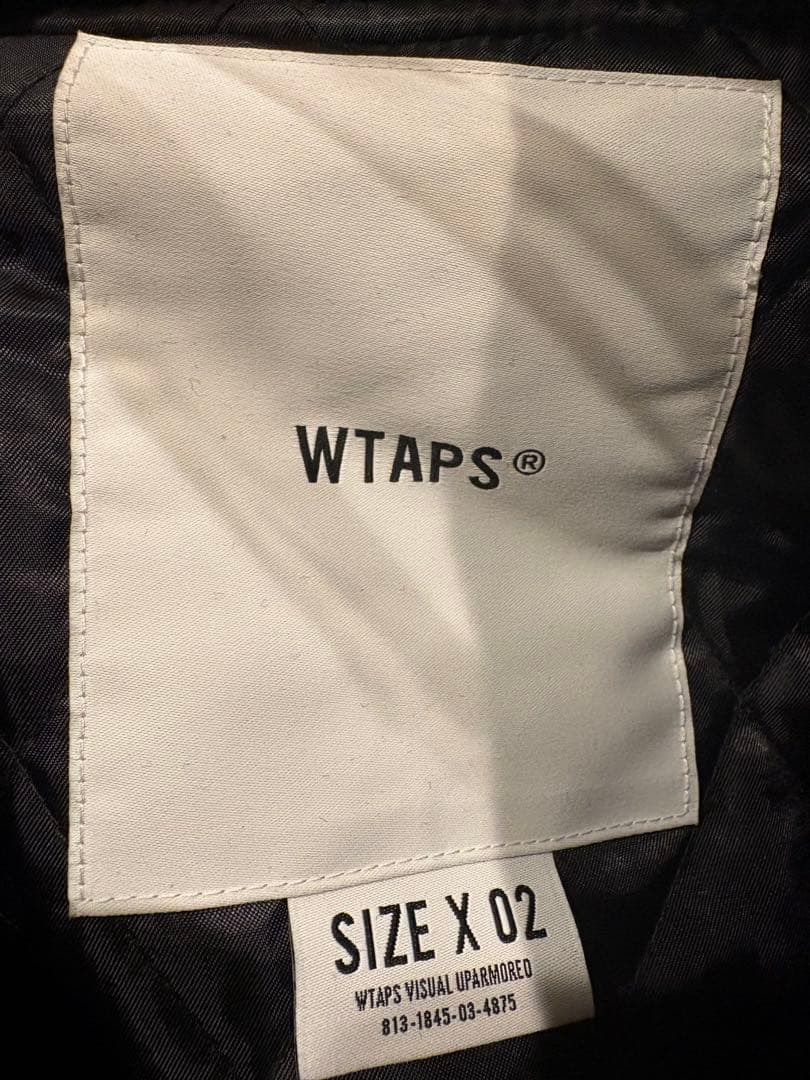 WTAPS®
SIZE X 02
WTAPS VISUAL UPARMORED
813-1845-03-4875